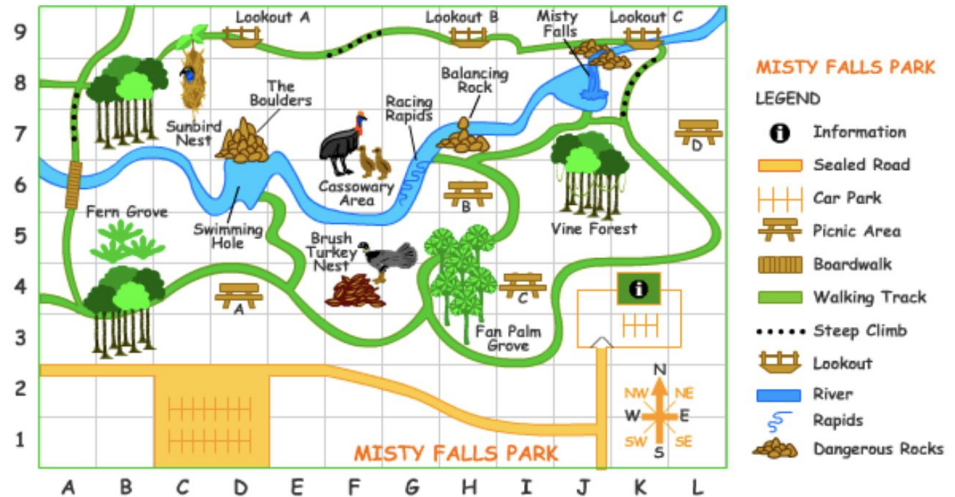 9
8
7
6
5
4
3
2
1
A B C D E F G H I J K L
Lookout A
Lookout B
Misty
Falls
Lookout C
The
Boulders
Balancing
Rock
Racing
Rapids
Sunbird
Nest
D
Cassowary
Area
B
Fern Grove
Swimming
Hole
Vine Forest
Brush
Turkey
Nest
A
C
i
Fan Palm
Grove
N
NW NE
W E
SW SE
S
MISTY FALLS PARK
MISTY FALLS PARK
LEGEND
i Information
Sealed Road
Car Park
Picnic Area
Boardwalk
Walking Track
Steep Climb
Lookout
River
Rapids
Dangerous Rocks